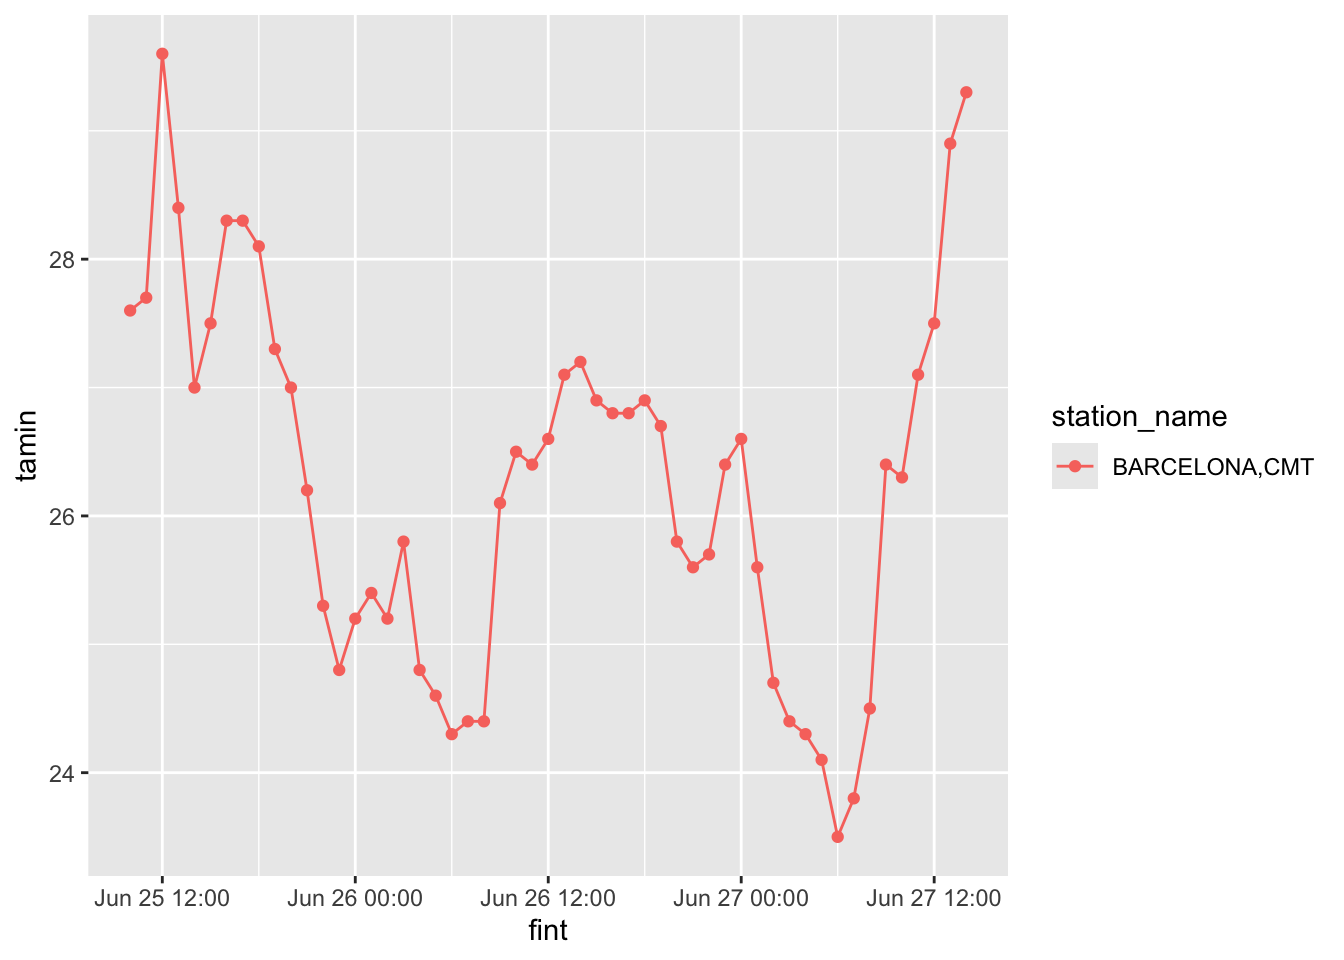 28
26
24
tamin
Jun 25 12:00
Jun 26 00:00
Jun 26 12:00
Jun 27 00:00
Jun 27 12:00
fint
station_name
BARCELONA,CMT